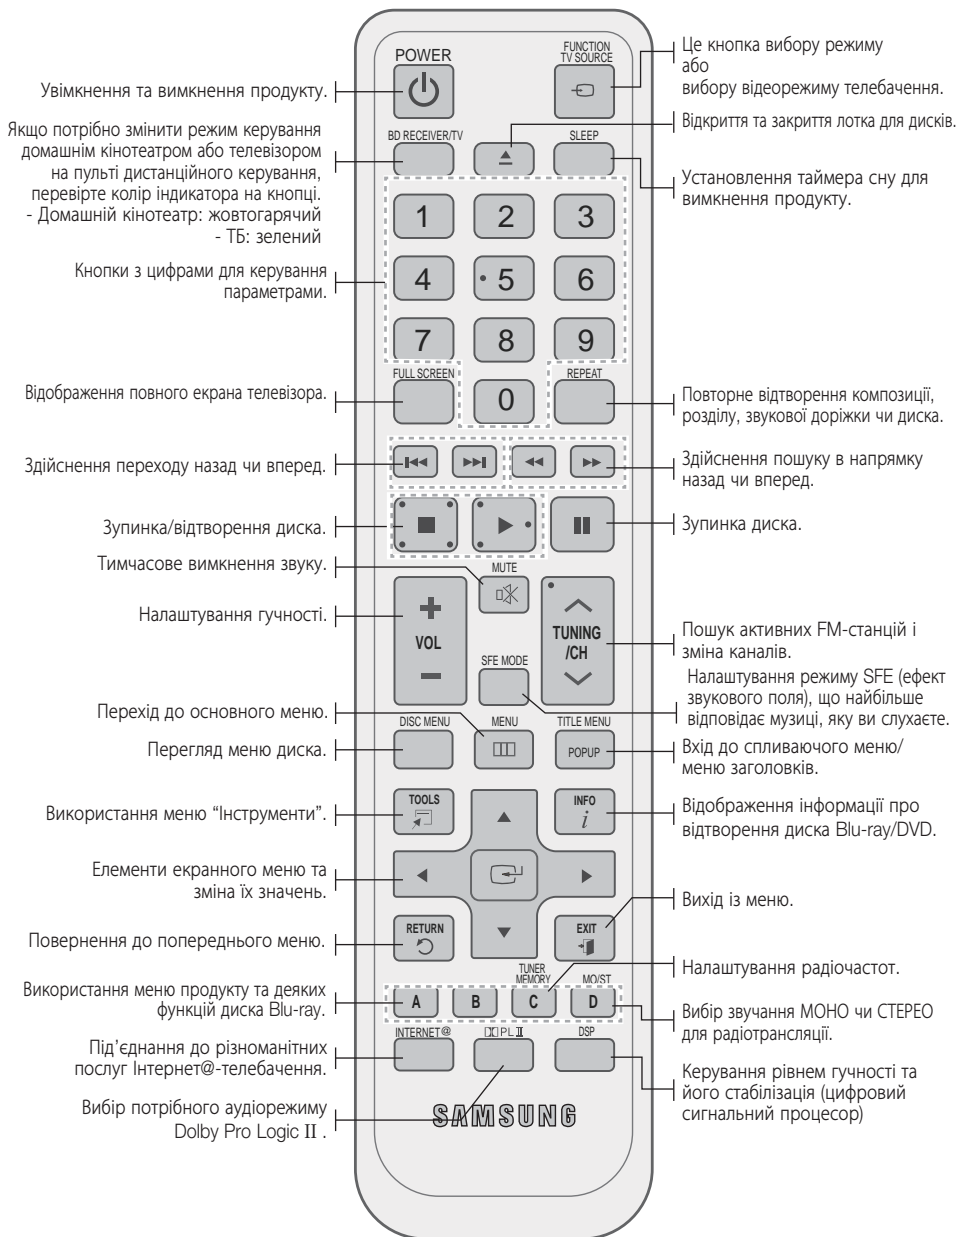 POWER
FUNCTION
TV SOURCE
Це кнопка вибору режиму
або
вибору відеорежиму телебачення.
Увімкнення та вимкнення продукту.
Відкриття та закриття лотка для дисків.
Якщо потрібно змінити режим керування
домашнім кінотеатром або телевізором
на пульті дистанційного керування,
перевірте колір індикатора на кнопці.
- Домашній кінотеатр: жовтогарячий
- ТБ: зелений
BD RECEIVER/TV
SLEEP
Установлення таймера сну для
вимкнення продукту.
1
2
3
Кнопки з цифрами для керування
параметрами.
4
5
6
7
8
9
FULL SCREEN
REPEAT
0
Відображення повного екрана телевізора.
Повторне відтворення композиції,
розділу, звукової доріжки чи диска.
Здійснення переходу назад чи вперед.
Здійснення пошуку в напрямку
назад чи вперед.
Зупинка/відтворення диска.
Зупинка диска.
Тимчасове вимкнення звуку.
MUTE
Налаштування гучності.
VOL
TUNING
/CH
Пошук активних FM-станцій і
зміна каналів.
SFE MODE
Налаштування режиму SFE (ефект
звукового поля), що найбільше
відповідає музиці, яку ви слухаєте.
Перехід до основного меню.
DISC MENU
MENU
TITLE MENU
POPUP
Перегляд меню диска.
Вхід до спливаючого меню/
меню заголовків.
Використання меню “Інструменти”.
TOOLS
INFO
i
Відображення інформації про
відтворення диска Blu-ray/DVD.
Елементи екранного меню та
зміна їх значень.
Вихід із меню.
RETURN
EXIT
Повернення до попереднього меню.
TUNER
MEMORY
MO/ST
Налаштування радіочастот.
Використання меню продукту та деяких
функцій диска Blu-ray.
A
B
C
D
Вибір звучання МОНО чи СТЕРЕО
для радіотрансляції.
INTERNET@
PL II
DSP
Під’єднання до різноманітних
послуг Інтернет@-телебачення.
Керування рівнем гучності та
його стабілізація (цифровий
сигнальний процесор)
Вибір потрібного аудіорежиму
Dolby Pro Logic II .
SAMSUNG